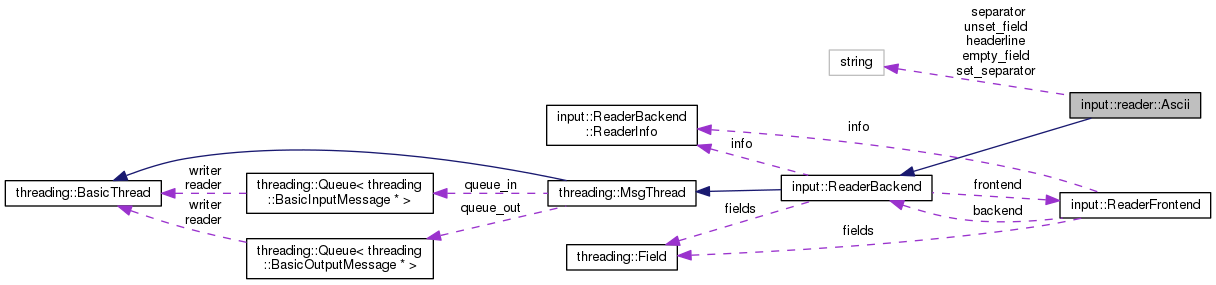 separator
unset_field
headerline
empty_field
set_separator
string
input::reader::Ascii
input::ReaderBackend
::ReaderInfo
info
info
writer
reader
threading::Queue< threading
::BasicInputMessage * >
queue_in
threading::BasicThread
threading::MsgThread
input::ReaderBackend
frontend
input::ReaderFrontend
writer
reader
queue_out
fields
backend
fields
threading::Queue< threading
::BasicOutputMessage * >
threading::Field